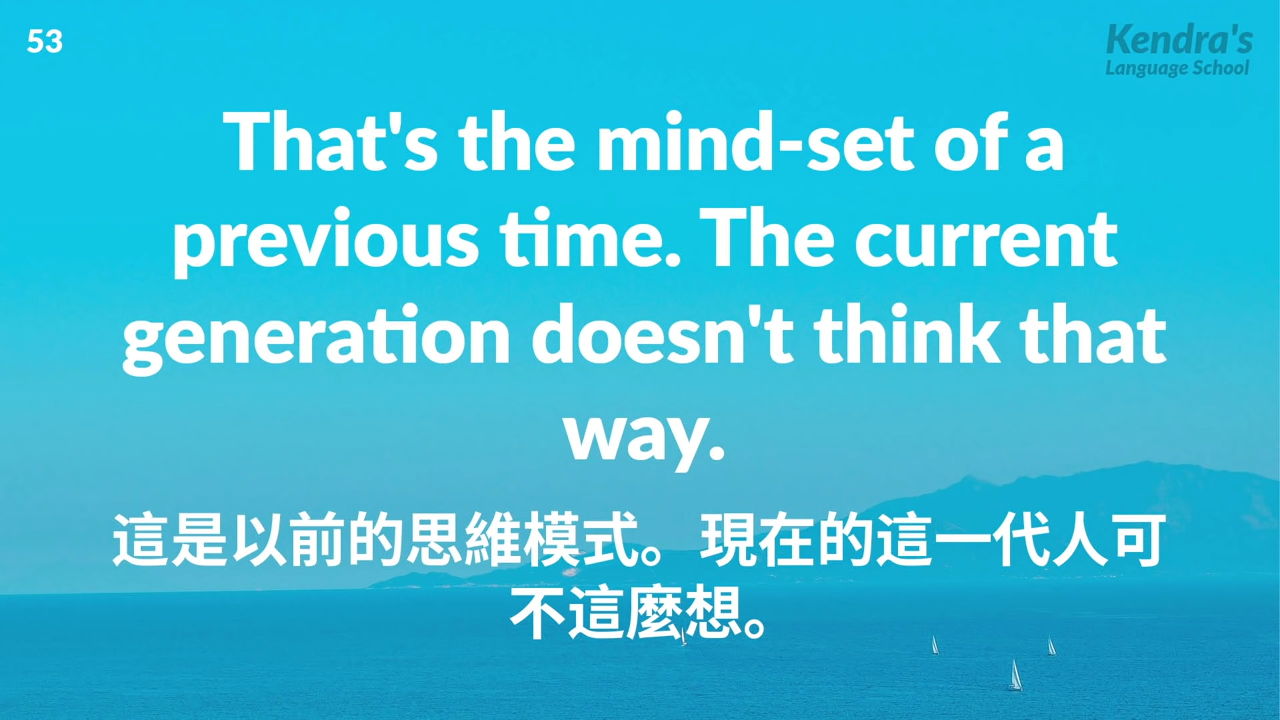 53
Kendra's
Language School
That's the mind-set of a
previous time. The current
generation doesn't think that
way.
這是以前的思維模式。現在的這一代人可
不這麼想。